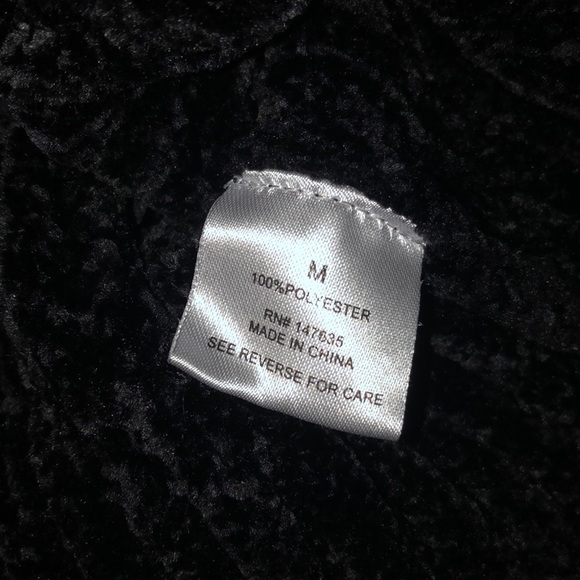 M
100%POLYESTER
RN# 147635
MADE IN CHINA
SEE REVERSE FOR CARE